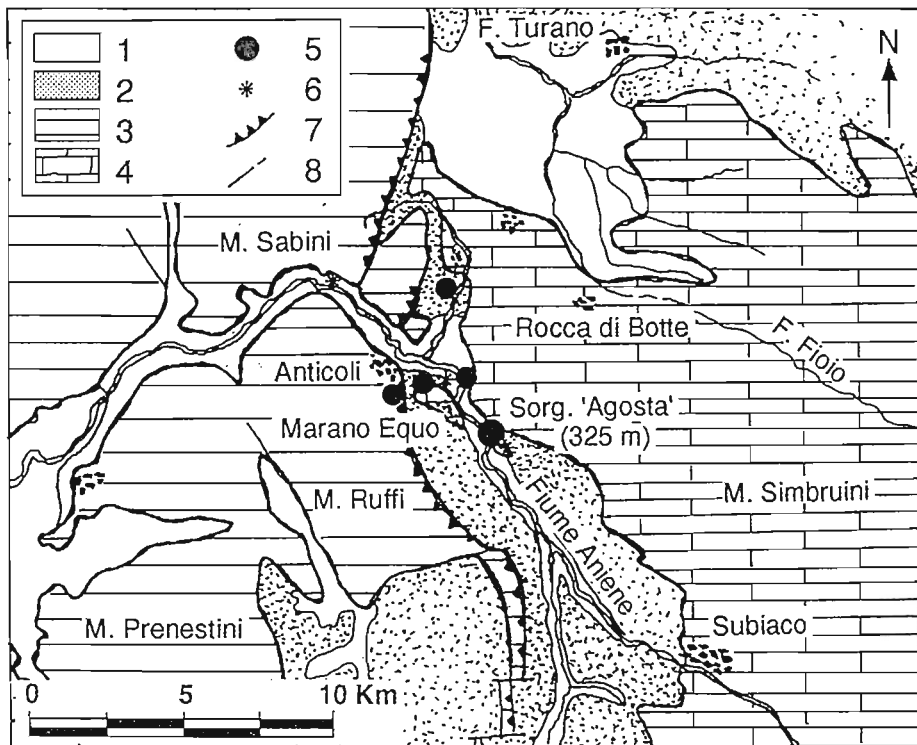 1
2
3
4
5
6
7
8
F. Turano
N
M. Sabini
Rocca di Botte
F. Fioio
Anticoli
Sorg. 'Agosta'
(325 m)
Marano Equo
M. Ruffi
M. Simbruini
Fiume Aniene
M. Prenestini
Subiaco
0 5 10 Km